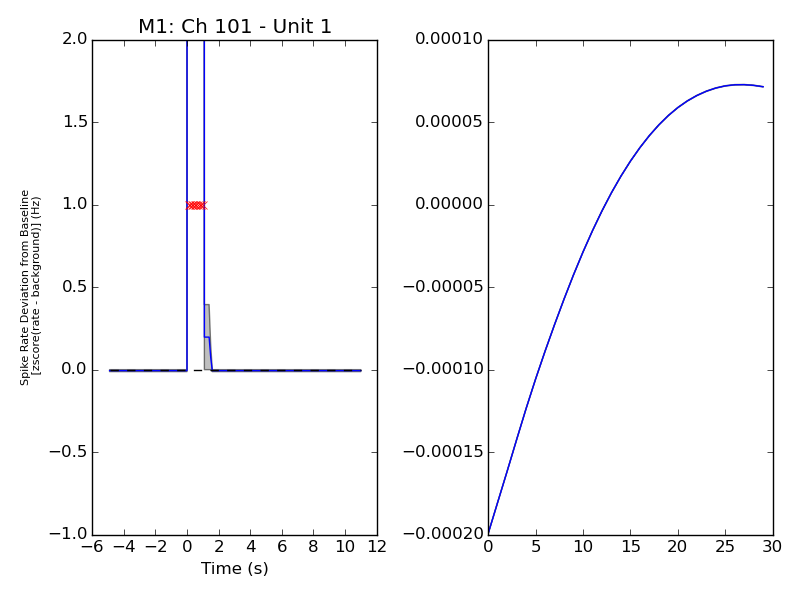 M1: Ch 101 - Unit 1
Spike Rate Deviation from Baseline
[zscore(rate - background)] (Hz)
2.0
1.5
1.0
0.5
0.0
−0.5
−1.0
−6 −4 −2 0 2 4 6 8 10 12
Time (s)
0.00010
0.00005
0.00000
−0.00005
−0.00010
−0.00015
−0.00020
0 5 10 15 20 25 30